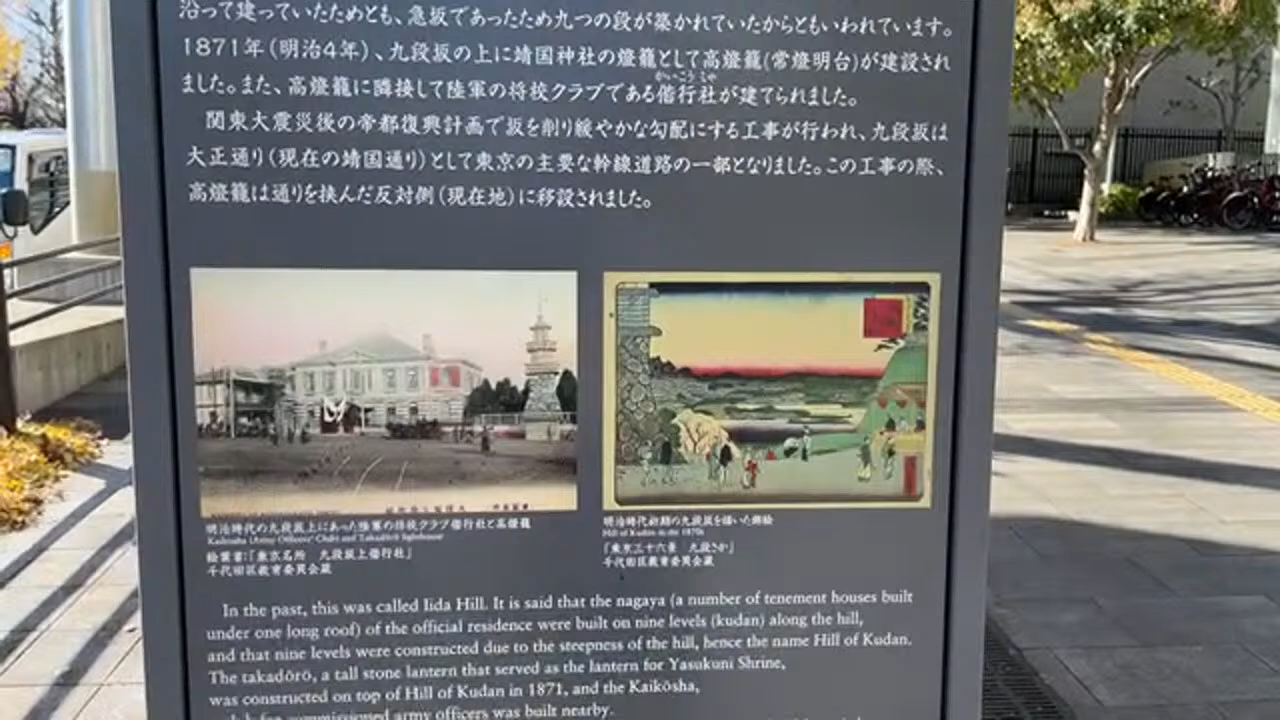 沿って建っていたためとも、急坂であったため九つの段が築かれていたからともいわれています。
1871年(明治4年)、九段坂の上に靖国神社の燈籠として高燈籠(常燈明台)が建設され
かいこうしゃ
ました。また、高燈籠に隣接して陸軍の将校クラブである偕行社が建てられました。
関東大震災後の帝都復興計画で坂を削り緩やかな勾配にする工事が行われ、九段坂は
大正通り(現在の靖国通り)として東京の主要な幹線道路の一部となりました。この工事の際、
高燈籠は通りを挟んだ反対側(現在地)に移設されました。
明治時代の九段坂上にあった陸軍の将校クラブ偕行社と高燈籠
Kaikōsha (Army Officers' Club) and Takadōrō lighthouse
絵葉書:『東京名所 九段坂上偕行社』
千代田区教育委員会蔵
明治時代初期の九段坂を描いた錦絵
Hill of Kudan in the 1870s
『東京三十六景 九段さか』
千代田区教育委員会蔵
In the past, this was called Iida Hill. It is said that the nagaya (a number of tenement houses built
under one long roof) of the official residence were built on nine levels (kudan) along the hill,
and that nine levels were constructed due to the steepness of the hill, hence the name Hill of Kudan.
The takadōrō, a tall stone lantern that served as the lantern for Yasukuni Shrine,
was constructed on top of Hill of Kudan in 1871, and the Kaikōsha,
commissioned army officers was built nearby.